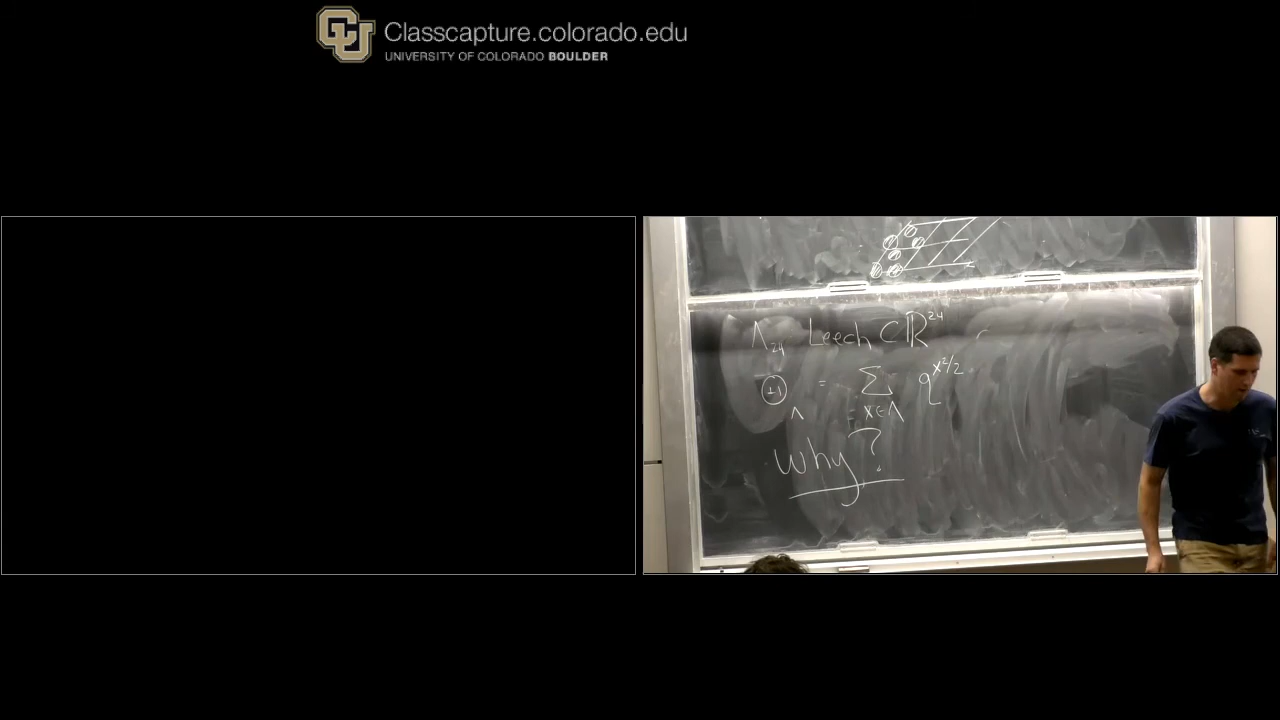 Classcapture.colorado.edu
UNIVERSITY OF COLORADO BOULDER
Λ₂₄ Leech ⊂ ℝ²⁴
Θ_Λ = Σ_{x∈Λ} q^{x²/2}
Why?